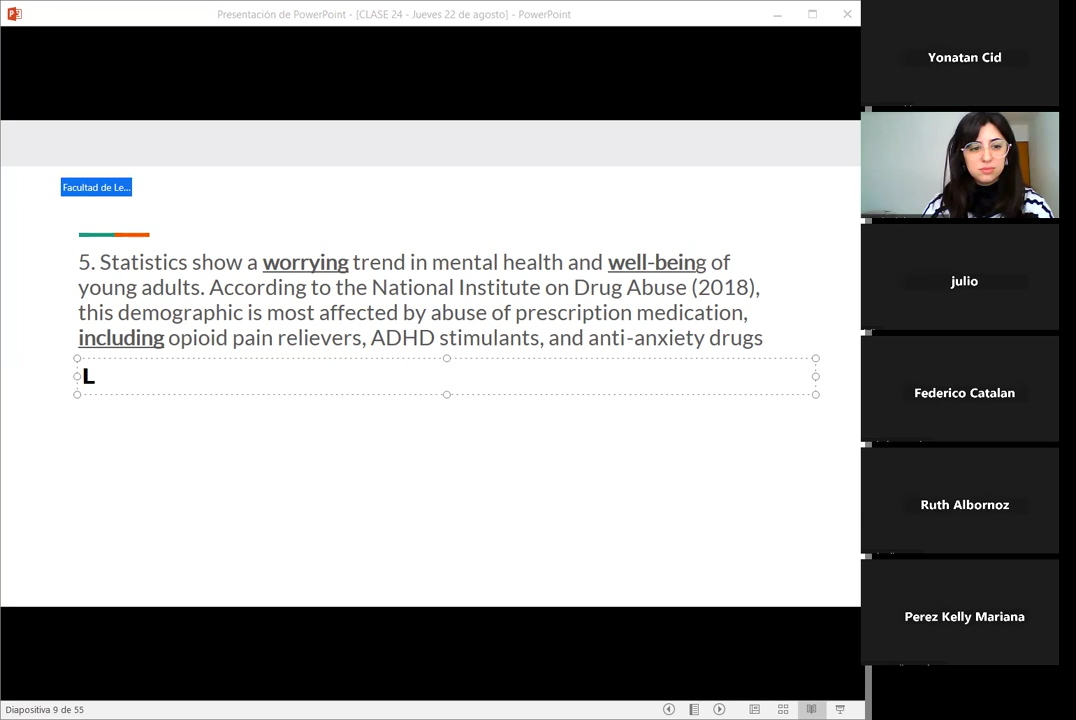 Presentación de PowerPoint - [CLASE 24 - Jueves 22 de agosto] - PowerPoint
Yonatan Cid
Facultad de Le...
5. Statistics show a worrying trend in mental health and well-being of
young adults. According to the National Institute on Drug Abuse (2018),
this demographic is most affected by abuse of prescription medication,
including opioid pain relievers, ADHD stimulants, and anti-anxiety drugs
L
julio
Federico Catalan
Ruth Albornoz
Perez Kelly Mariana
Diapositiva 9 de 55